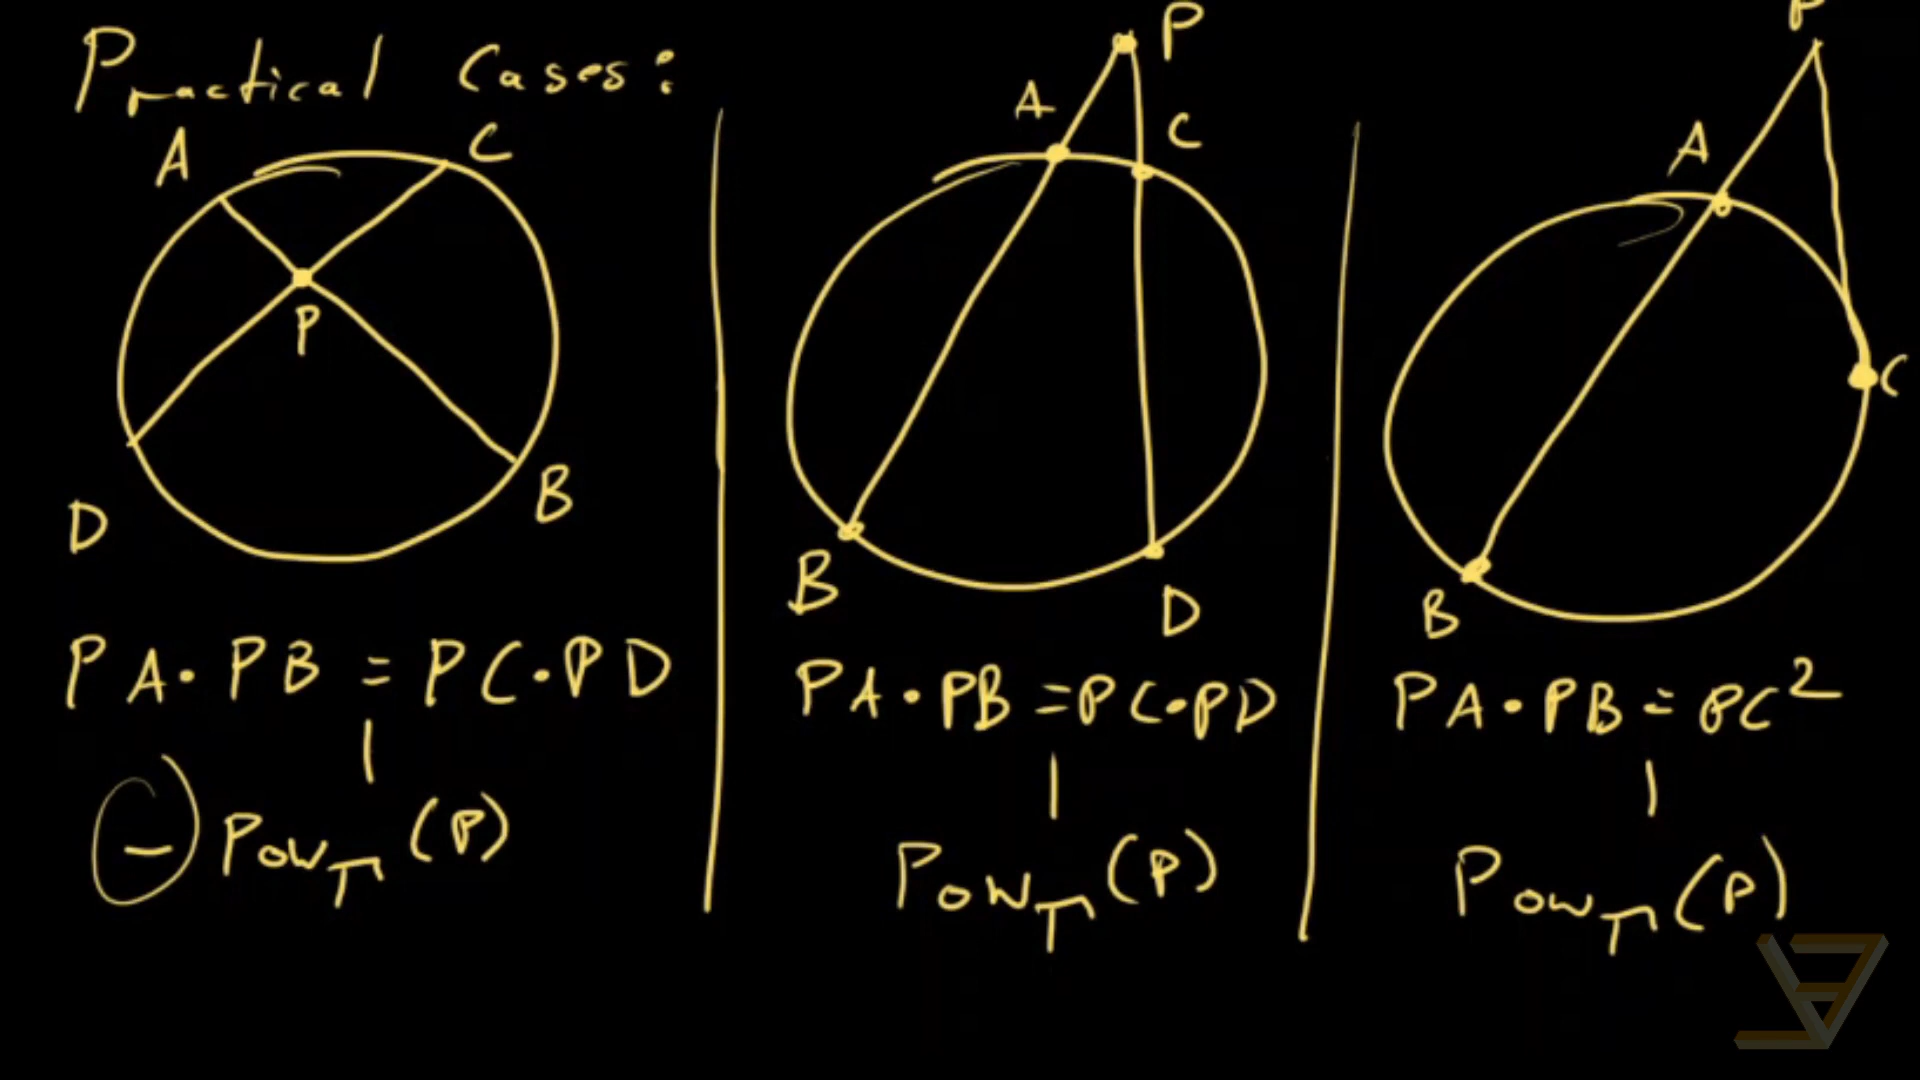 Practical Cases:
A
C
P
D
B
PA·PB = PC·PD
|
− Pow_Γ(P)
P
A
C
B
D
PA·PB = PC·PD
|
Pow_Γ(P)
P
A
C
B
PA·PB = PC²
|
Pow_Γ(P)